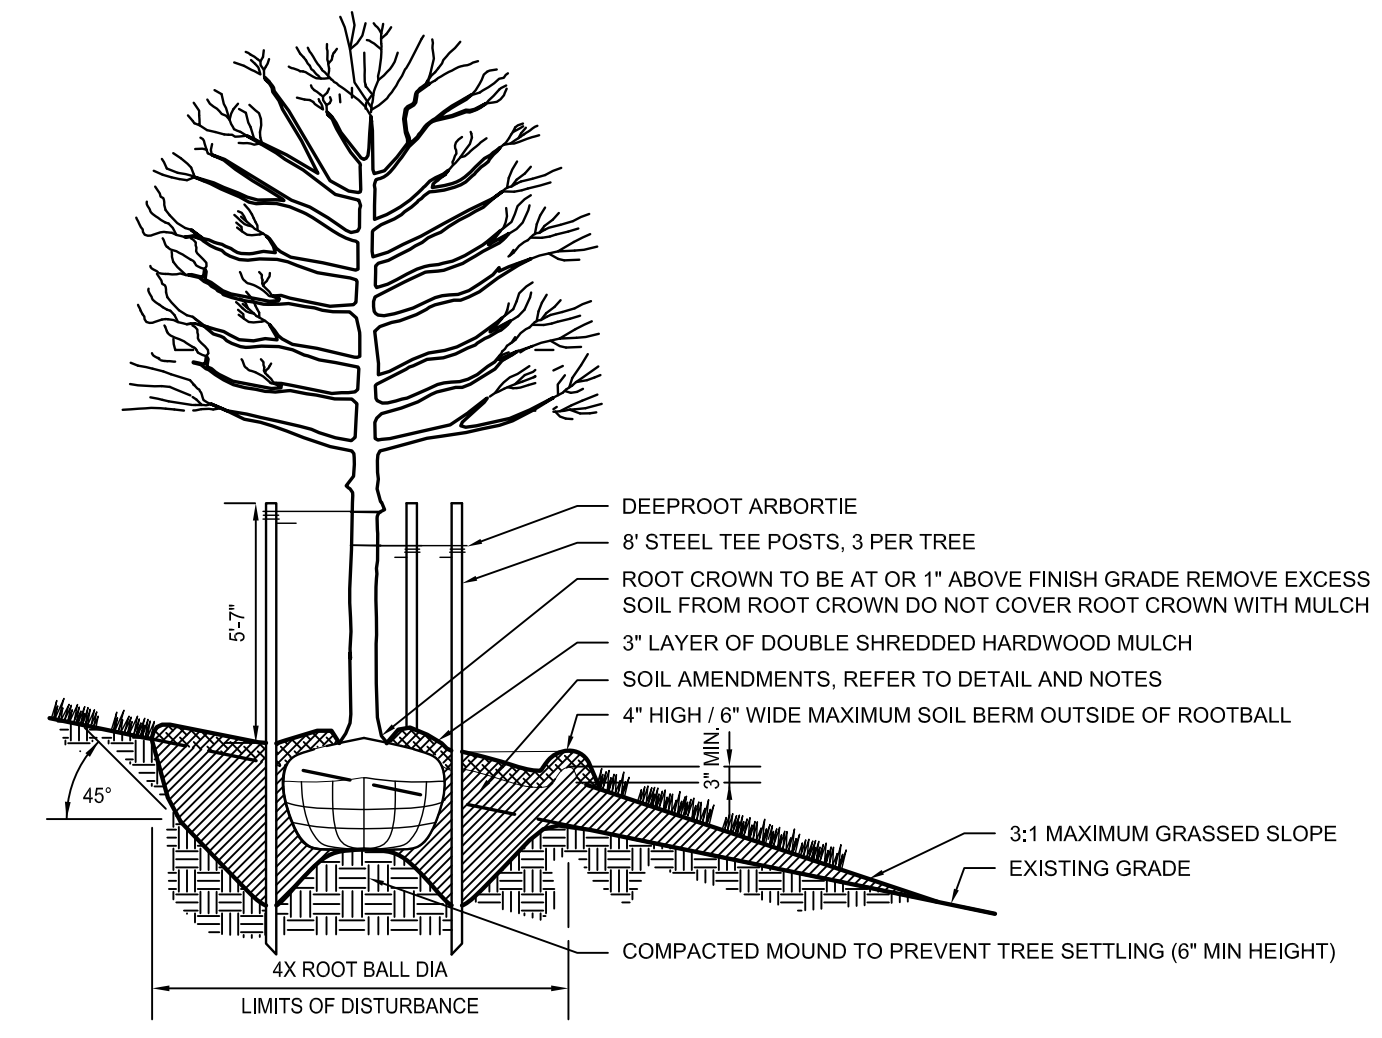 DEEPROOT ARBORTIE
8' STEEL TEE POSTS, 3 PER TREE
ROOT CROWN TO BE AT OR 1" ABOVE FINISH GRADE REMOVE EXCESS
SOIL FROM ROOT CROWN DO NOT COVER ROOT CROWN WITH MULCH
5'-7"
3" LAYER OF DOUBLE SHREDDED HARDWOOD MULCH
SOIL AMENDMENTS, REFER TO DETAIL AND NOTES
4" HIGH / 6" WIDE MAXIMUM SOIL BERM OUTSIDE OF ROOTBALL
3" MIN.
45°
3:1 MAXIMUM GRASSED SLOPE
EXISTING GRADE
COMPACTED MOUND TO PREVENT TREE SETTLING (6" MIN HEIGHT)
4X ROOT BALL DIA
LIMITS OF DISTURBANCE